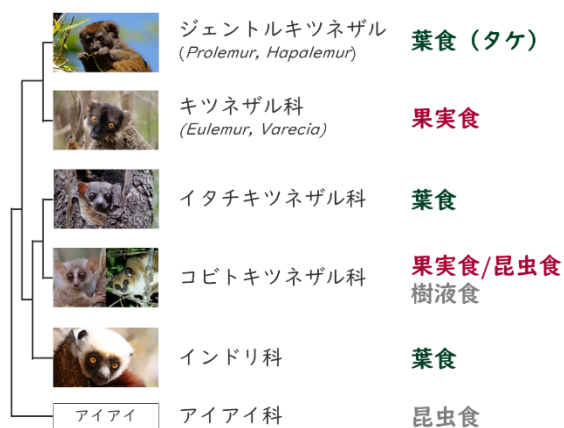 ジェントルキツネザル 葉食（タケ）
(Prolemur, Hapalemur)
キツネザル科 果実食
(Eulemur, Varecia)
イタチキツネザル科 葉食
コビトキツネザル科 果実食/昆虫食
樹液食
インドリ科 葉食
アイアイ アイアイ科 昆虫食